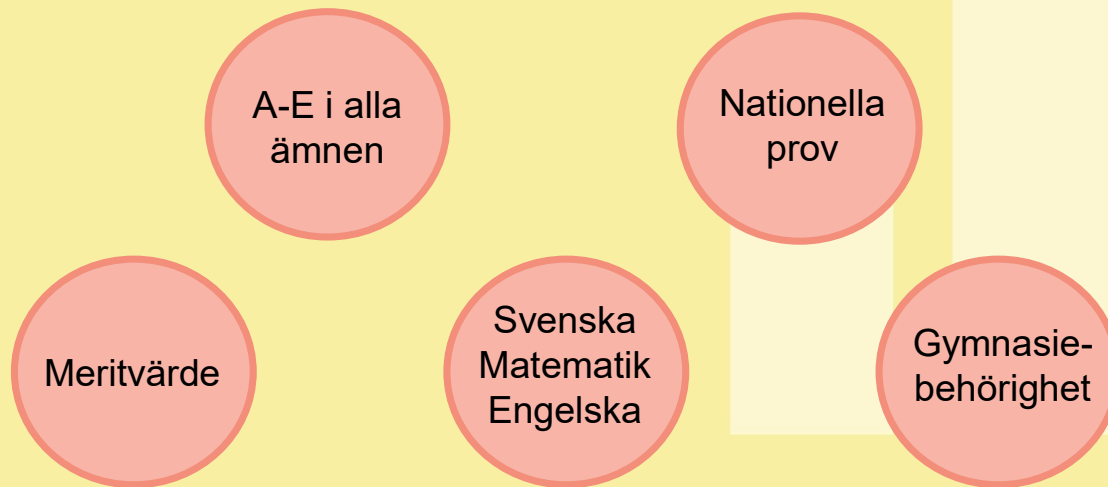 A-E i alla
ämnen
Nationella
prov
Meritvärde
Svenska
Matematik
Engelska
Gymnasie-
behörighet